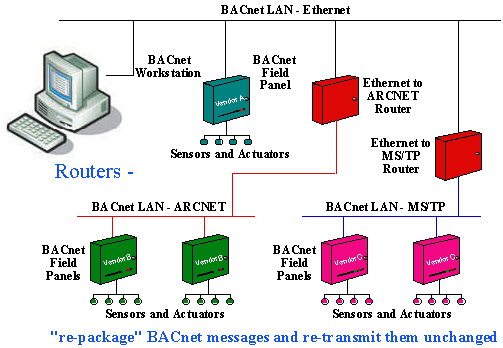 BACnet LAN - Ethernet
BACnet
Workstation
BACnet
Field
Panel
Vendor A
Ethernet to
ARCNET
Router
Sensors and Actuators
Ethernet to
MS/TP
Router
Routers -
BACnet LAN - ARCNET
BACnet LAN - MS/TP
BACnet
Field
Panels
Vendor B
Vendor B
BACnet
Field
Panels
Vendor C
Vendor C
Sensors and Actuators
Sensors and Actuators
"re-package" BACnet messages and re-transmit them unchanged